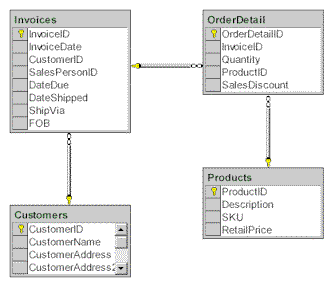 Invoices
InvoiceID
InvoiceDate
CustomerID
SalesPersonID
DateDue
DateShipped
ShipVia
FOB
OrderDetail
OrderDetailID
InvoiceID
Quantity
ProductID
SalesDiscount
Customers
CustomerID
CustomerName
CustomerAddress
CustomerAddress2
Products
ProductID
Description
SKU
RetailPrice